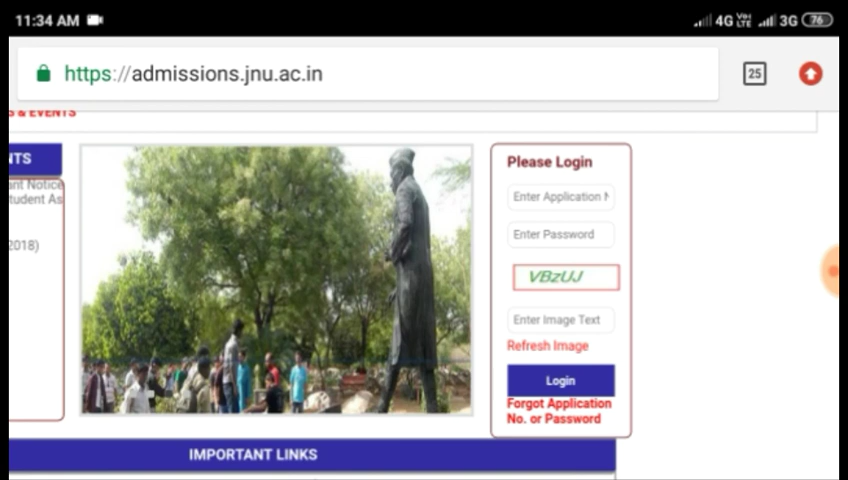 11:34 AM
4G VoLTE 3G 76
https://admissions.jnu.ac.in
25
S & EVENTS
NTS
ant Notice
tudent As
2018)
Please Login
Enter Application N
Enter Password
VBzUJ
Enter Image Text
Refresh Image
Login
Forgot Application
No. or Password
IMPORTANT LINKS